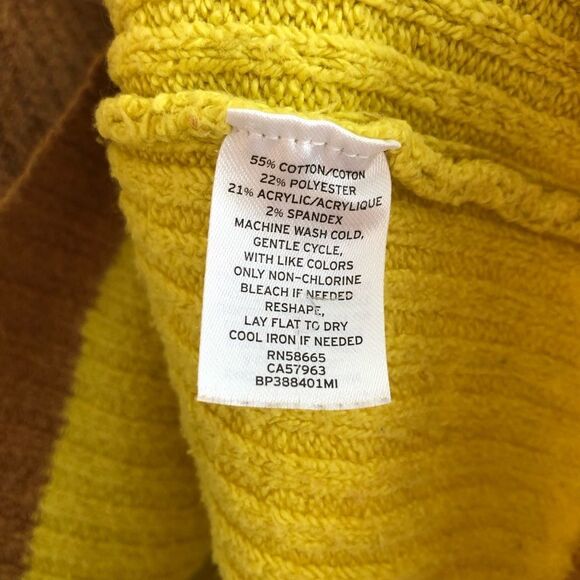 55% COTTON/COTON
22% POLYESTER
21% ACRYLIC/ACRYLIQUE
2% SPANDEX
MACHINE WASH COLD,
GENTLE CYCLE,
WITH LIKE COLORS
ONLY NON-CHLORINE
BLEACH IF NEEDED
RESHAPE,
LAY FLAT TO DRY
COOL IRON IF NEEDED
RN58665
CA57963
BP388401MI